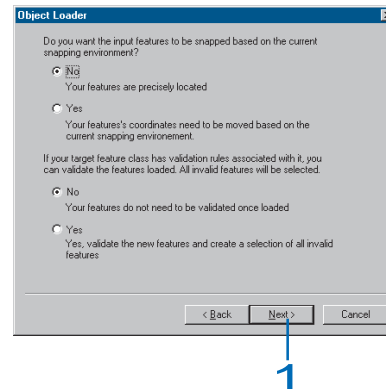 Object Loader
Do you want the input features to be snapped based on the current
snapping environment?
No
Your features are precisely located
Yes
Your features's coordinates need to be moved based on the
current snapping environement.
If your target feature class has validation rules associated with it, you
can validate the features loaded. All invalid features will be selected.
No
Your features do not need to be validated once loaded
Yes
Yes, validate the new features and create a selection of all invalid
features
< Back Next > Cancel
1